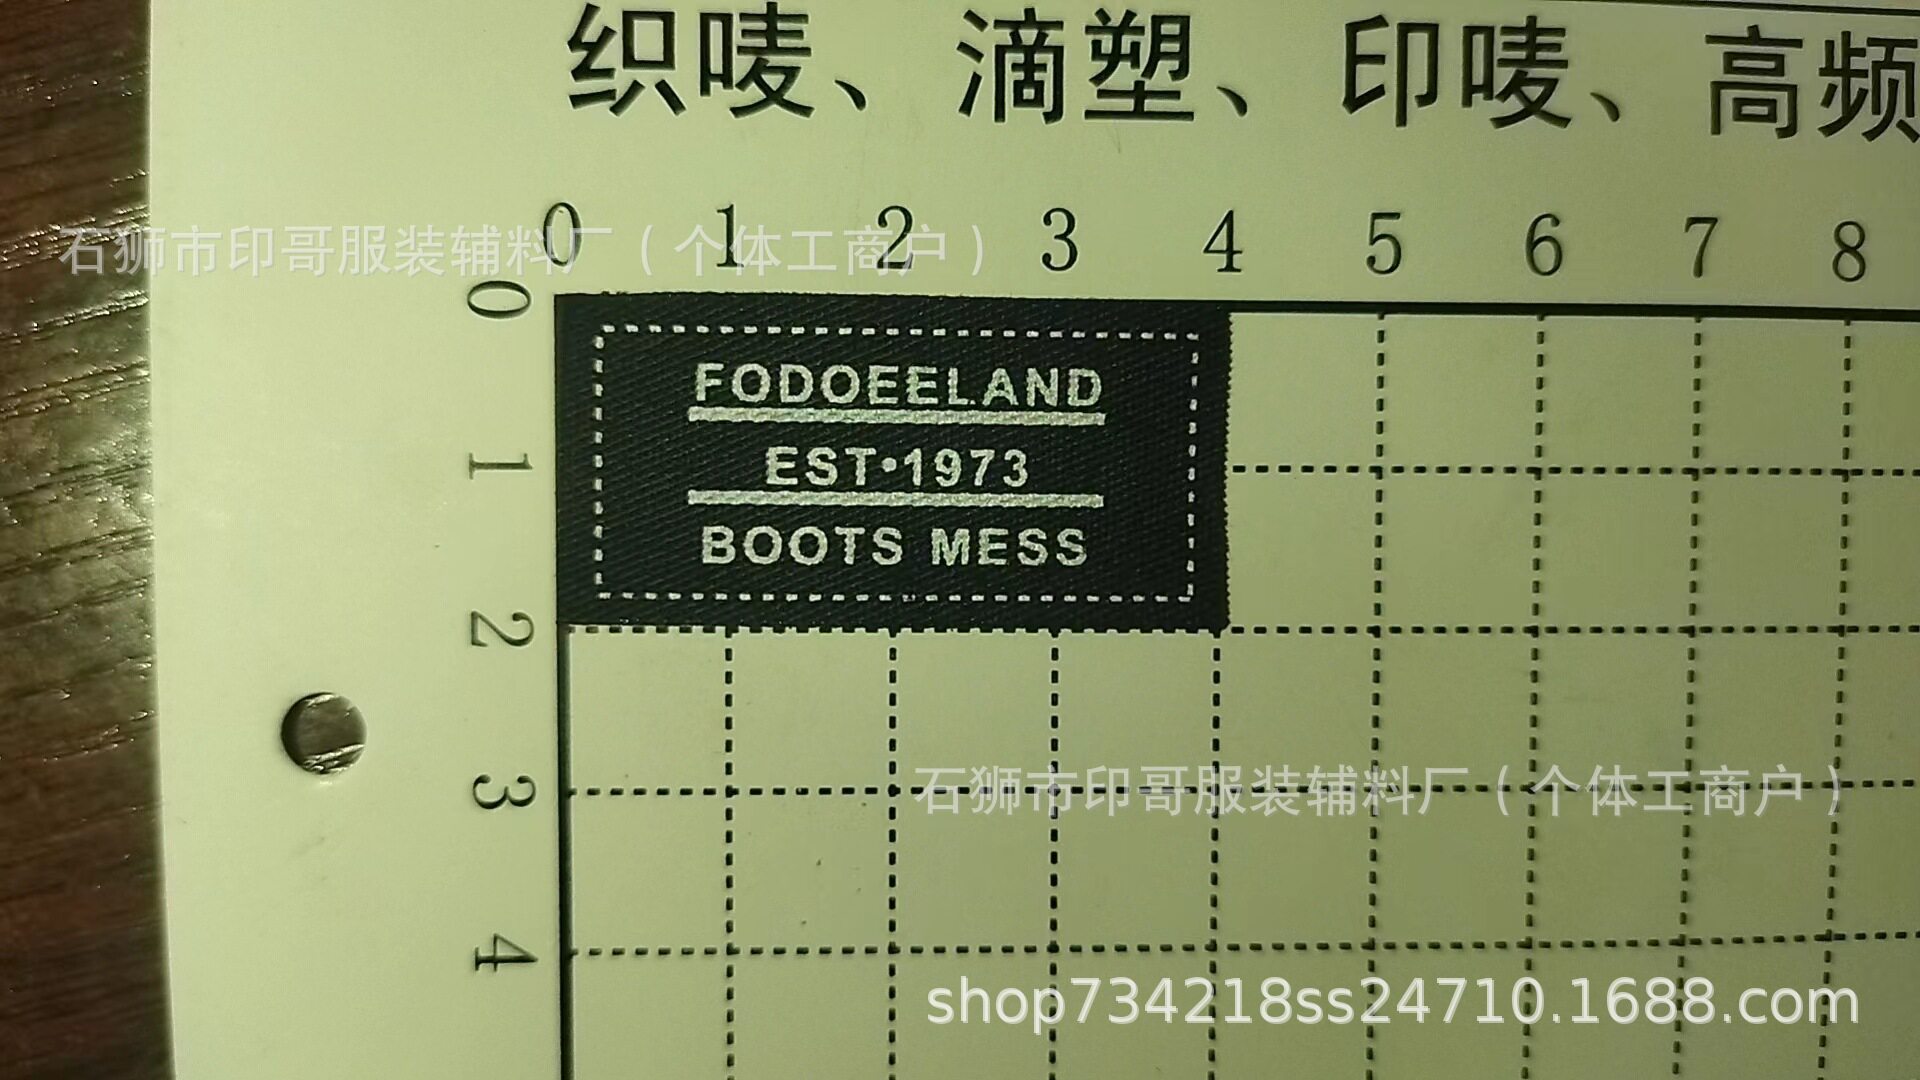 织唛、滴塑、印唛、高频
0 1 2 3 4 5 6 7 8
石狮市印哥服装辅料厂（个体工商户）
0
FODOEELAND
1
EST•1973
BOOTS MESS
2
3
石狮市印哥服装辅料厂（个体工商户）
4
shop734218ss24710.1688.com